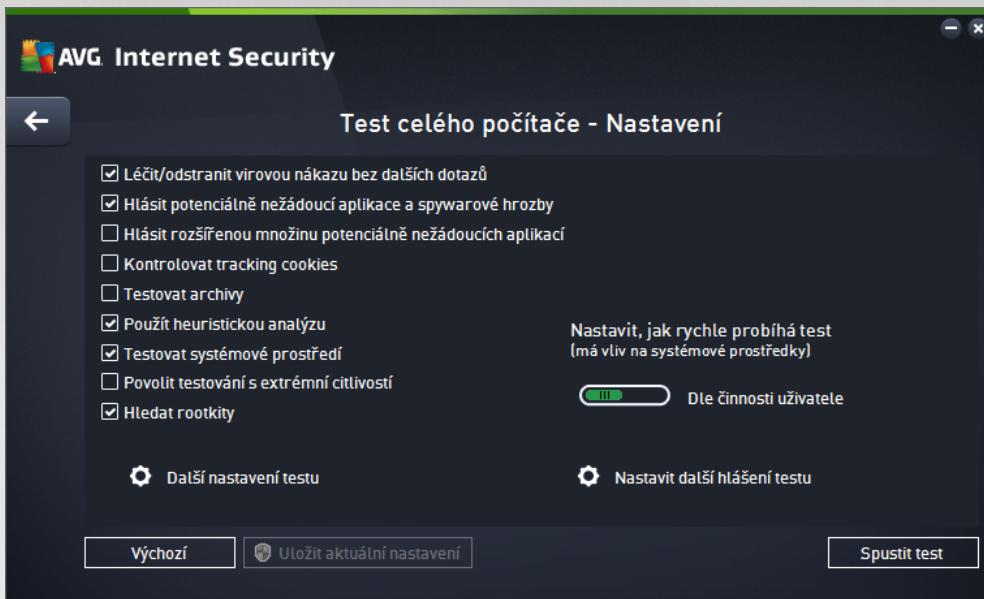 AVG Internet Security
Test celého počítače - Nastavení
Léčit/odstranit virovou nákazu bez dalších dotazů
Hlásit potenciálně nežádoucí aplikace a spywarové hrozby
Hlásit rozšířenou množinu potenciálně nežádoucích aplikací
Kontrolovat tracking cookies
Testovat archivy
Použít heuristickou analýzu
Testovat systémové prostředí
Povolit testování s extrémní citlivostí
Hledat rootkity
Nastavit, jak rychle probíhá test
(má vliv na systémové prostředky)
Dle činnosti uživatele
Další nastavení testu
Nastavit další hlášení testu
Výchozí
Uložit aktuální nastavení
Spustit test